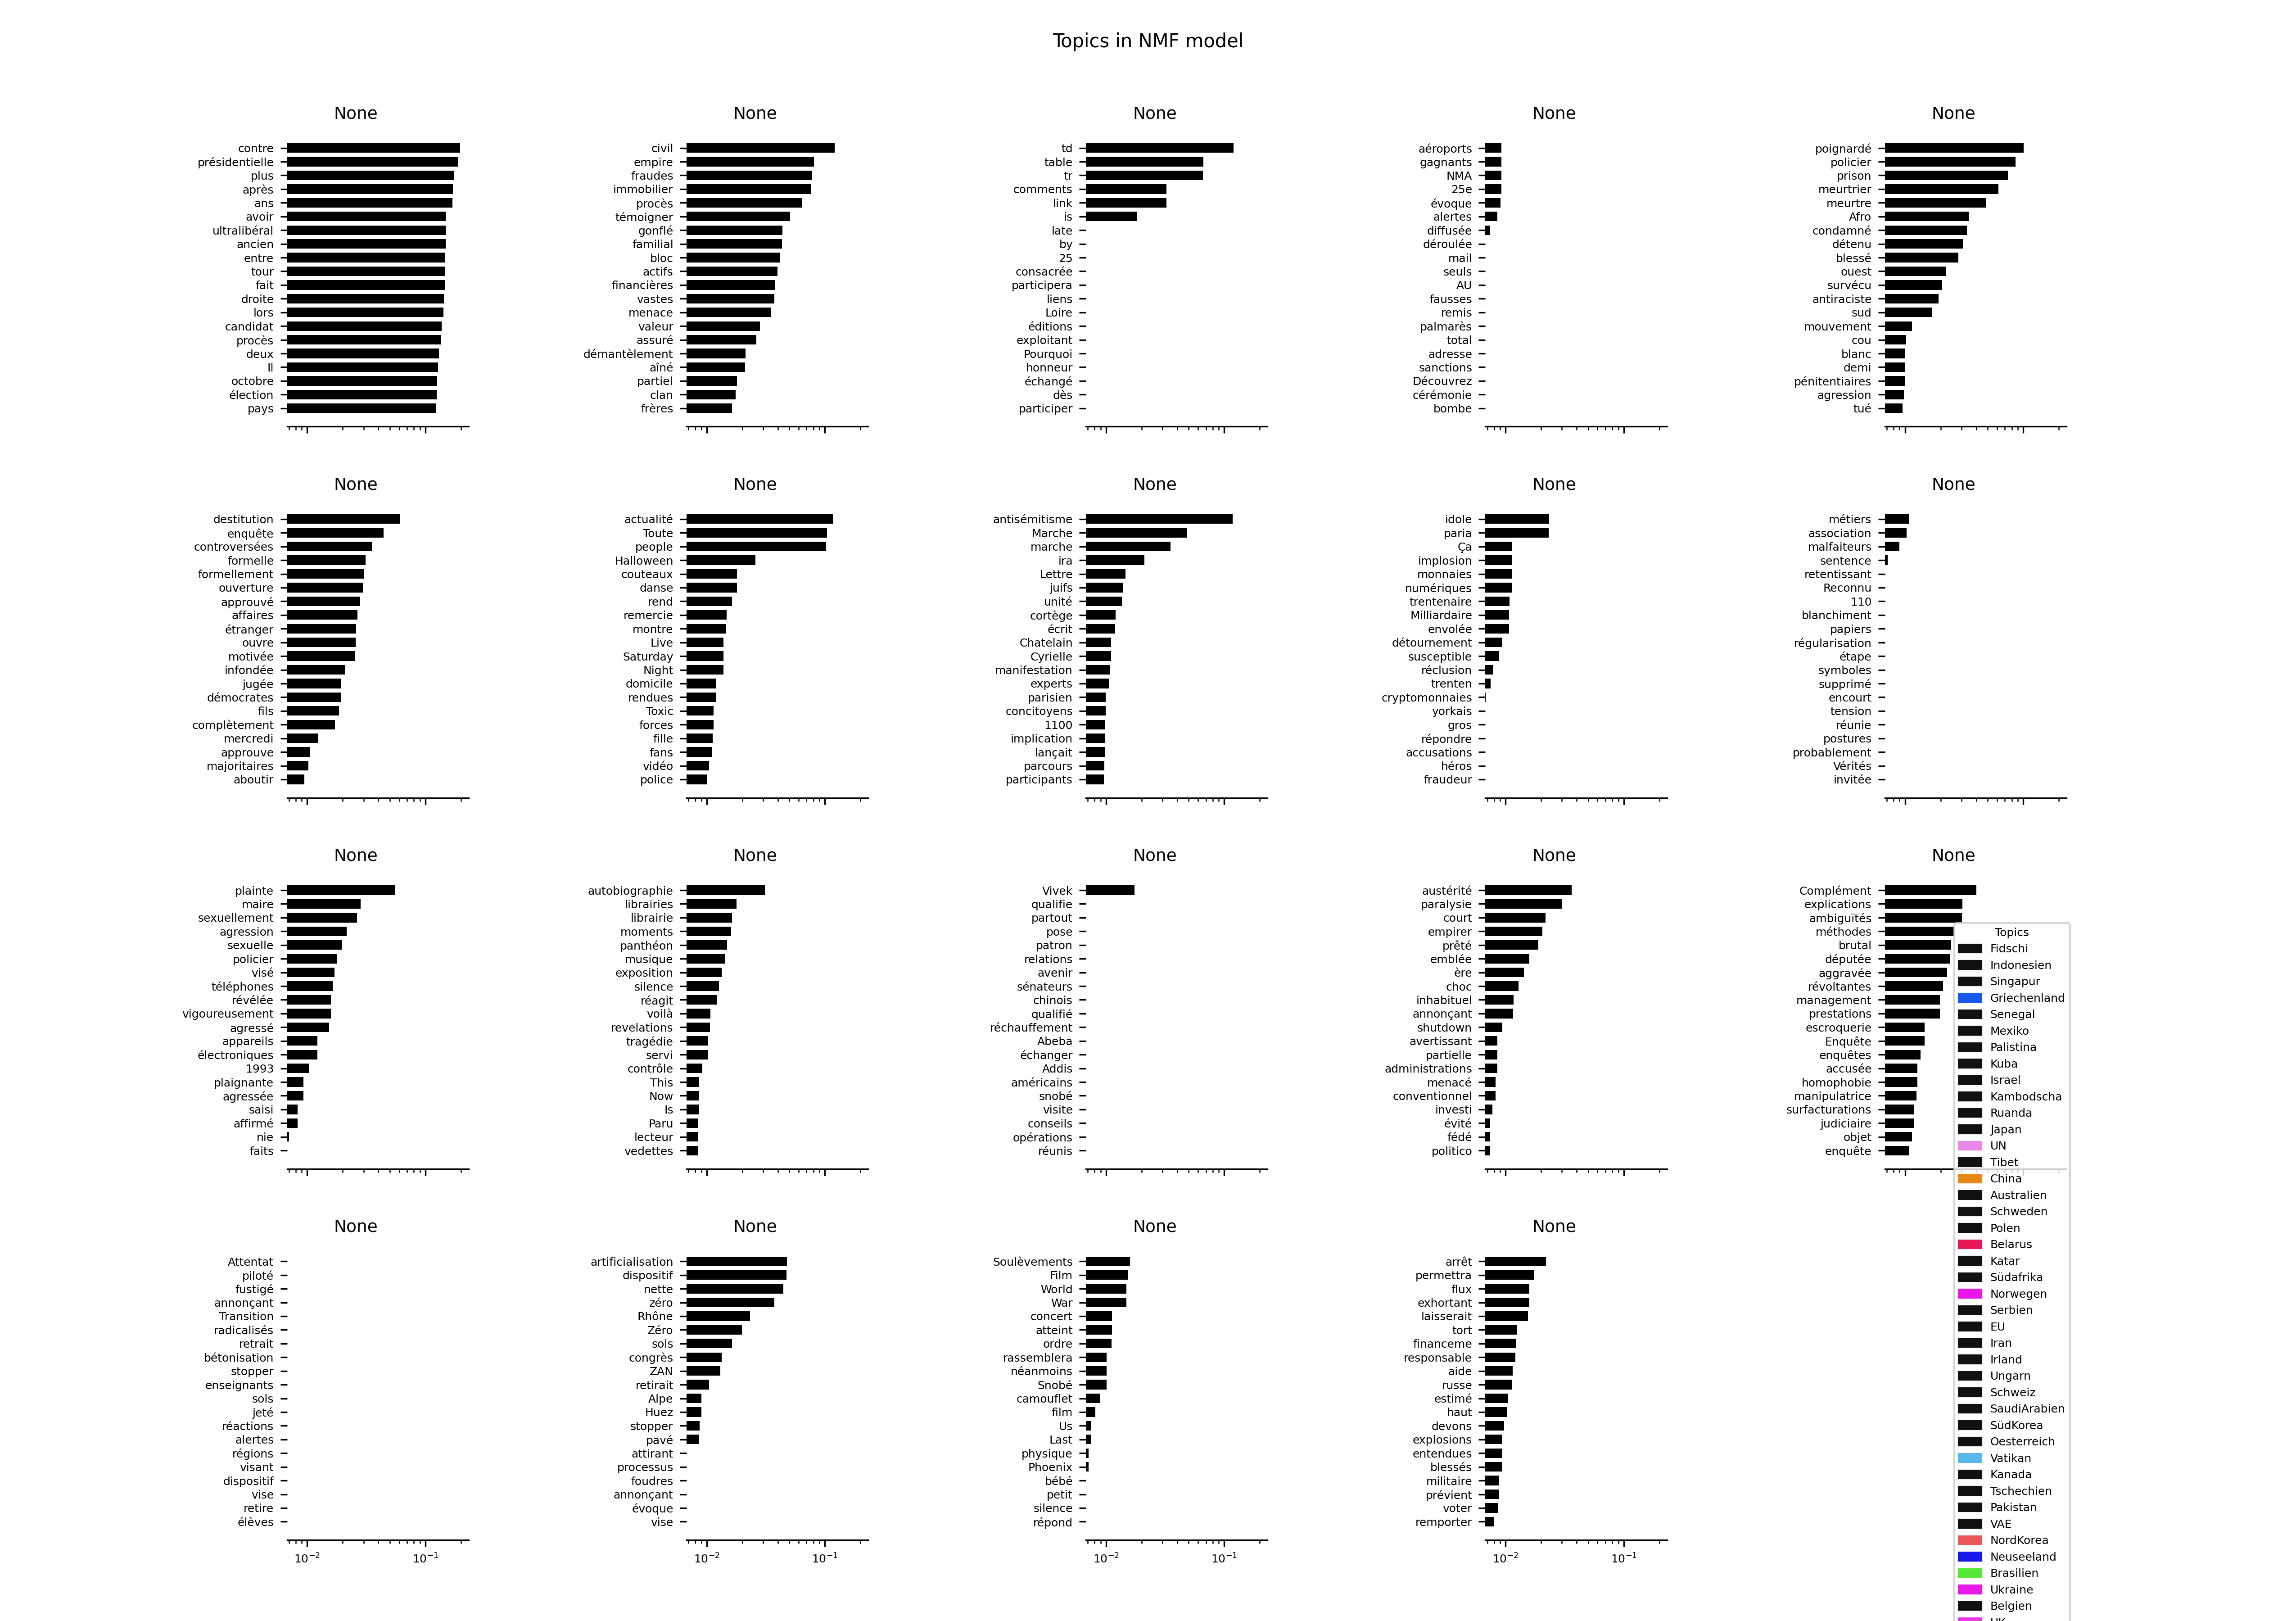 Topics in NMF model
None
contre
présidentielle
plus
après
ans
avoir
ultralibéral
ancien
entre
tour
fait
droite
lors
candidat
procès
deux
Il
octobre
élection
pays
None
civil
empire
fraudes
immobilier
procès
témoigner
gonflé
familial
bloc
actifs
financières
vastes
menace
valeur
assuré
démantèlement
aîné
partiel
clan
frères
None
td
table
tr
comments
link
is
late
by
25
consacrée
participera
liens
Loire
éditions
exploitant
Pourquoi
honneur
échangé
dès
participer
None
aéroports
gagnants
NMA
25e
évoque
alertes
diffusée
déroulée
mail
seuls
AU
fausses
remis
palmarès
total
adresse
sanctions
Découvrez
cérémonie
bombe
None
poignardé
policier
prison
meurtrier
meurtre
Afro
condamné
détenu
blessé
ouest
survécu
antiraciste
sud
mouvement
cou
blanc
demi
pénitentiaires
agression
tué
None
destitution
enquête
controversées
formelle
formellement
ouverture
approuvé
affaires
étranger
ouvre
motivée
infondée
jugée
démocrates
fils
complètement
mercredi
approuve
majoritaires
aboutir
None
actualité
Toute
people
Halloween
couteaux
danse
rend
remercie
montre
Live
Saturday
Night
domicile
rendues
Toxic
forces
fille
fans
vidéo
police
None
antisémitisme
Marche
marche
ira
Lettre
juifs
unité
cortège
écrit
Chatelain
Cyrielle
manifestation
experts
parisien
concitoyens
1100
implication
lançait
parcours
participants
None
idole
paria
Ça
implosion
monnaies
numériques
trentenaire
Milliardaire
envolée
détournement
susceptible
réclusion
trenten
cryptomonnaies
yorkais
gros
répondre
accusations
héros
fraudeur
None
métiers
association
malfaiteurs
sentence
retentissant
Reconnu
110
blanchiment
papiers
régularisation
étape
symboles
supprimé
encourt
tension
réunie
postures
probablement
Vérités
invitée
None
plainte
maire
sexuellement
agression
sexuelle
policier
visé
téléphones
révélée
vigoureusement
agressé
appareils
électroniques
1993
plaignante
agressée
saisi
affirmé
nie
faits
None
autobiographie
librairies
librairie
moments
panthéon
musique
exposition
silence
réagit
voilà
revelations
tragédie
servi
contrôle
This
Now
Is
Paru
lecteur
vedettes
None
Vivek
qualifie
partout
pose
patron
relations
avenir
sénateurs
chinois
qualifié
réchauffement
Abeba
échanger
Addis
américains
snobé
visite
conseils
opérations
réunis
None
austérité
paralysie
court
empirer
prêté
emblée
ère
choc
inhabituel
annonçant
shutdown
avertissant
partielle
administrations
menacé
conventionnel
investi
évité
fédé
politico
None
Complément
explications
ambiguïtés
méthodes
brutal
députée
aggravée
révoltantes
management
prestations
escroquerie
Enquête
enquêtes
accusée
homophobie
manipulatrice
surfacturations
judiciaire
objet
enquête
None
Attentat
piloté
fustigé
annonçant
Transition
radicalisés
retrait
bétonisation
stopper
enseignants
sols
jeté
réactions
alertes
régions
visant
dispositif
vise
retire
élèves
10⁻² 10⁻¹
None
artificialisation
dispositif
nette
zéro
Rhône
Zéro
sols
congrès
ZAN
retirait
Alpe
Huez
stopper
pavé
attirant
processus
foudres
annonçant
évoque
vise
10⁻² 10⁻¹
None
Soulèvements
Film
World
War
concert
atteint
ordre
rassemblera
néanmoins
Snobé
camouflet
film
Us
Last
physique
Phoenix
bébé
petit
silence
répond
10⁻² 10⁻¹
None
arrêt
permettra
flux
exhortant
laisserait
tort
financeme
responsable
aide
russe
estimé
haut
devons
explosions
entendues
blessés
militaire
prévient
voter
remporter
10⁻² 10⁻¹
Topics
Fidschi
Indonesien
Singapur
Griechenland
Senegal
Mexiko
Palistina
Kuba
Israel
Kambodscha
Ruanda
Japan
UN
Tibet
China
Australien
Schweden
Polen
Belarus
Katar
Südafrika
Norwegen
Serbien
EU
Iran
Irland
Ungarn
Schweiz
SaudiArabien
SüdKorea
Oesterreich
Vatikan
Kanada
Tschechien
Pakistan
VAE
NordKorea
Neuseeland
Brasilien
Ukraine
Belgien